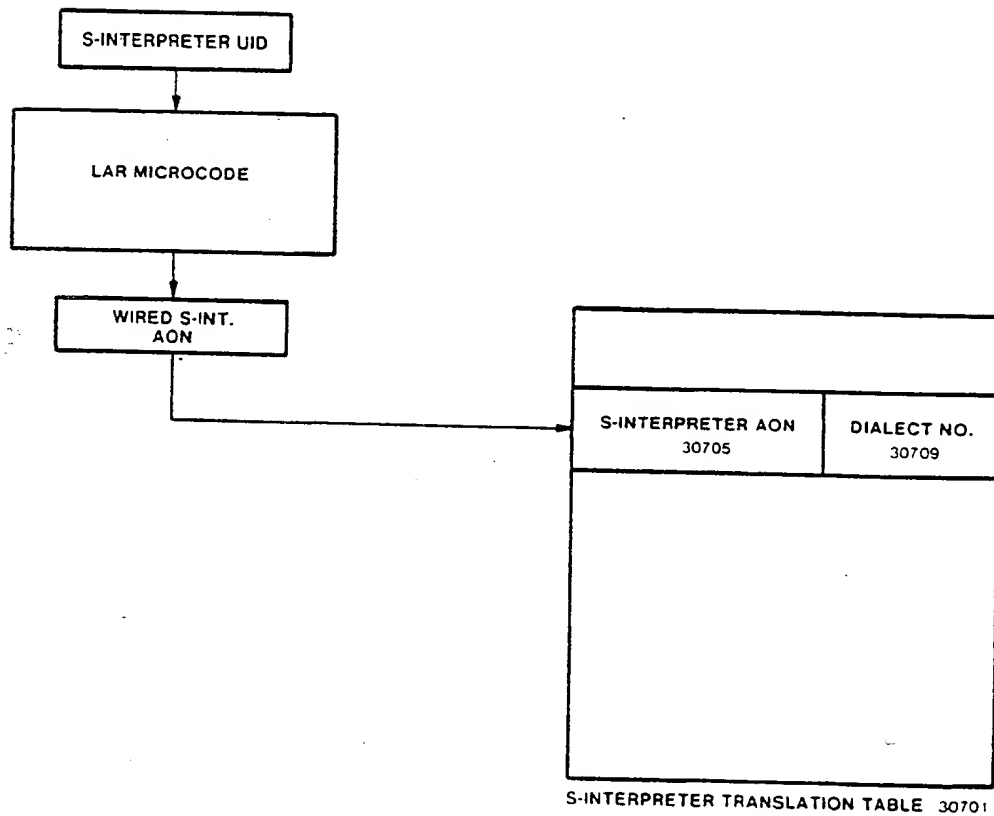 S-INTERPRETER UID
LAR MICROCODE
WIRED S-INT.
AON
S-INTERPRETER AON
30705
DIALECT NO.
30709
S-INTERPRETER TRANSLATION TABLE 30701